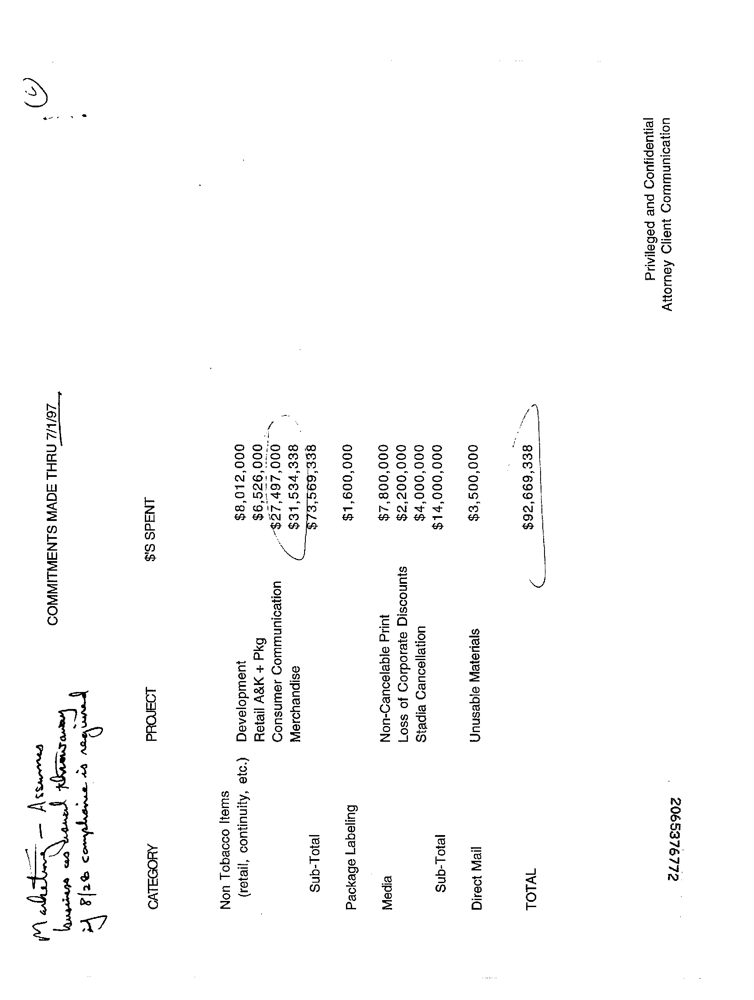 (i)
Marketing – Assumes
business as usual throwaway
if 8/28 compliance is required
COMMITMENTS MADE THRU 7/1/97
CATEGORY PROJECT $'S SPENT
Non Tobacco Items
(retail, continuity, etc.) Development $8,012,000
Retail A&K + Pkg $6,526,000
Consumer Communication $27,497,000
Merchandise $31,534,338
Sub-Total $73,569,338
Package Labeling $1,600,000
Media Non-Cancelable Print $7,800,000
Loss of Corporate Discounts $2,200,000
Stadia Cancellation $4,000,000
Sub-Total $14,000,000
Direct Mail Unusable Materials $3,500,000
TOTAL $92,669,338
Privileged and Confidential
Attorney Client Communication
2065376772